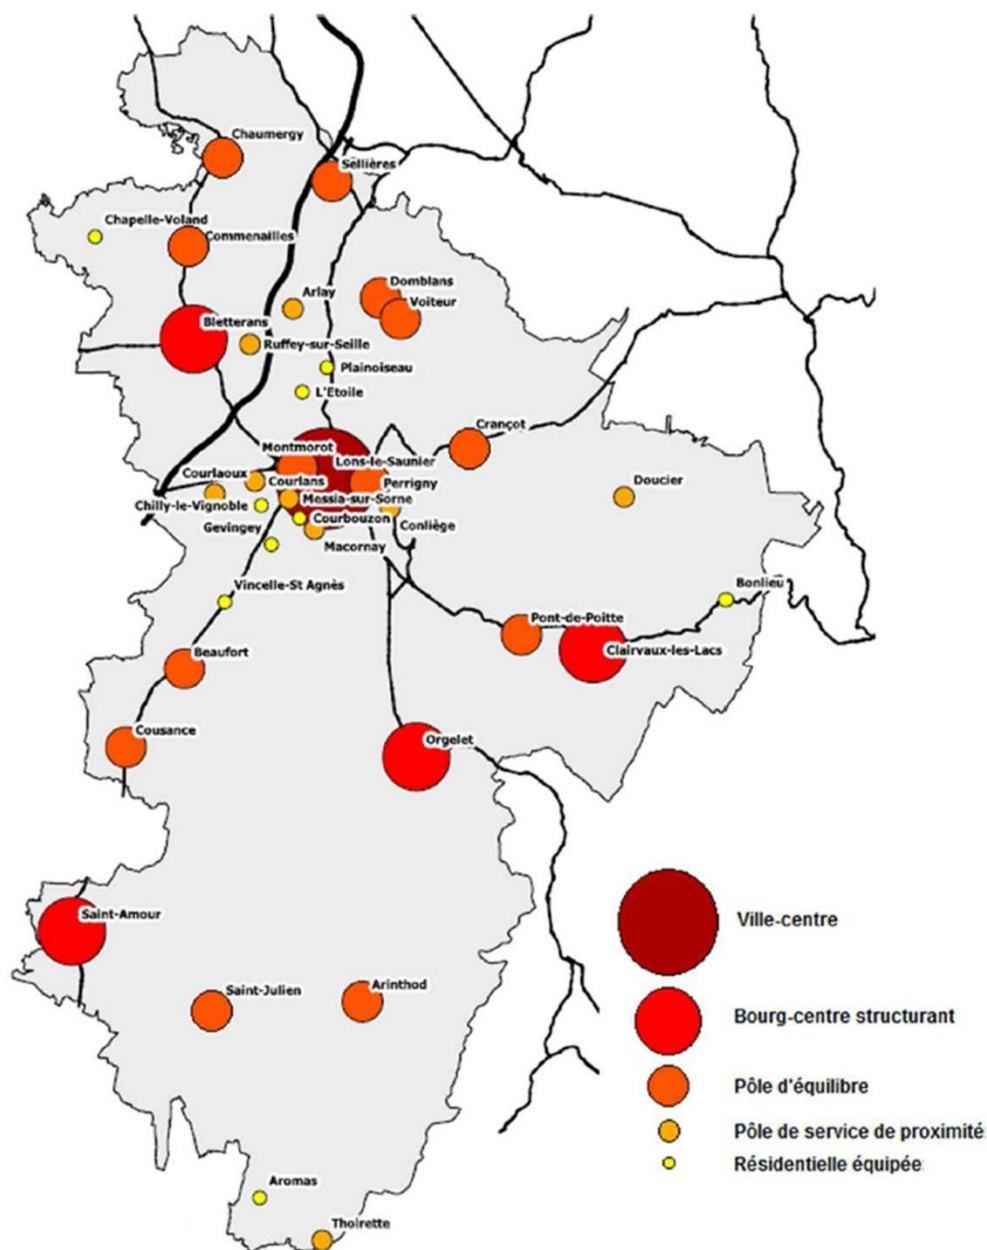 Chaumergy
Sellières
Chapelle-Voland
Commenailles
Domblans
Arlay
Voiteur
Bletterans
Ruffey-sur-Seille
Plainoiseau
L'Etoile
Crançot
Montmorot
Lons-le-Saunier
Courlaoux
Courlans
Perrigny
Doucier
Messia-sur-Sorne
Chilly-le-Vignoble
Courbouzon
Gevingey
Conliège
Macornay
Vincelle-St Agnès
Bonlieu
Pont-de-Poitte
Beaufort
Clairvaux-les-Lacs
Cousance
Orgelet
Saint-Amour
Ville-centre
Saint-Julien
Arinthod
Bourg-centre structurant
Pôle d'équilibre
Pôle de service de proximité
Résidentielle équipée
Aromas
Thoirette